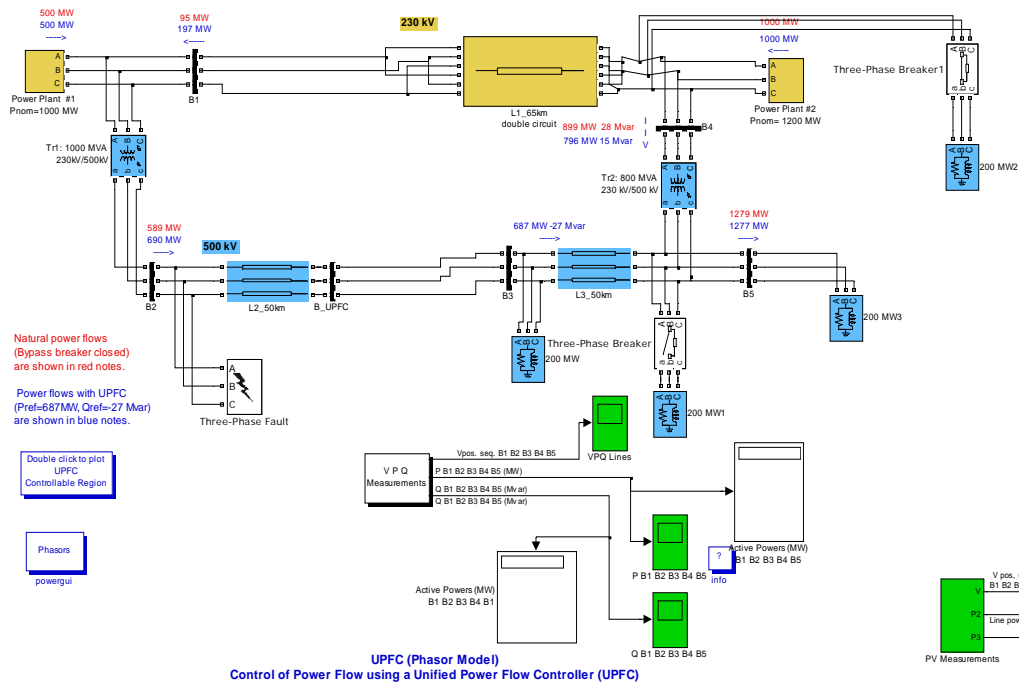 500 MW
500 MW
------>
95 MW
197 MW
<------
230 kV
1000 MW
1000 MW
<------
A
B
C
Power Plant #1
Pnom=1000 MW
B1
L1_65km
double circuit
A
B
C
Power Plant #2
Pnom= 1200 MW
Three-Phase Breaker1
A
B
C
a
b
c
200 MW2
A
B
C
899 MW 28 Mvar
796 MW 15 Mvar
I
I
V
B4
Tr1: 1000 MVA
230kV/500kV
A
B
C
a
b
c
Tr2: 800 MVA
230 kV/500 kV
A
B
C
a
b
c
589 MW
690 MW
------>
500 kV
687 MW -27 Mvar
------>
1279 MW
1277 MW
------>
B2
L2_50km
B_UPFC
B3
L3_50km
B5
A
B
C
200 MW3
Natural power flows
(Bypass breaker closed)
are shown in red notes.
Power flows with UPFC
(Pref=687MW, Qref=-27 Mvar)
are shown in blue notes.
A
B
C
Three-Phase Fault
A
B
C
200 MW
Three-Phase Breaker
A
B
C
a
b
c
A
B
C
200 MW1
Double click to plot
UPFC
Controllable Region
Phasors
powergui
V P Q
Measurements
Vpos. seq. B1 B2 B3 B4 B5
P B1 B2 B3 B4 B5 (MW)
Q B1 B2 B3 B4 B5 (Mvar)
Q B1 B2 B3 B4 B5 (Mvar)
VPQ Lines
P B1 B2 B3 B4 B5
?
info
Active Powers (MW)
B1 B2 B3 B4 B5
Active Powers (MW)
B1 B2 B3 B4 B1
Q B1 B2 B3 B4 B5
V
P2
P3
PV Measurements
V pos.
B1 B2
Line
UPFC (Phasor Model)
Control of Power Flow using a Unified Power Flow Controller (UPFC)